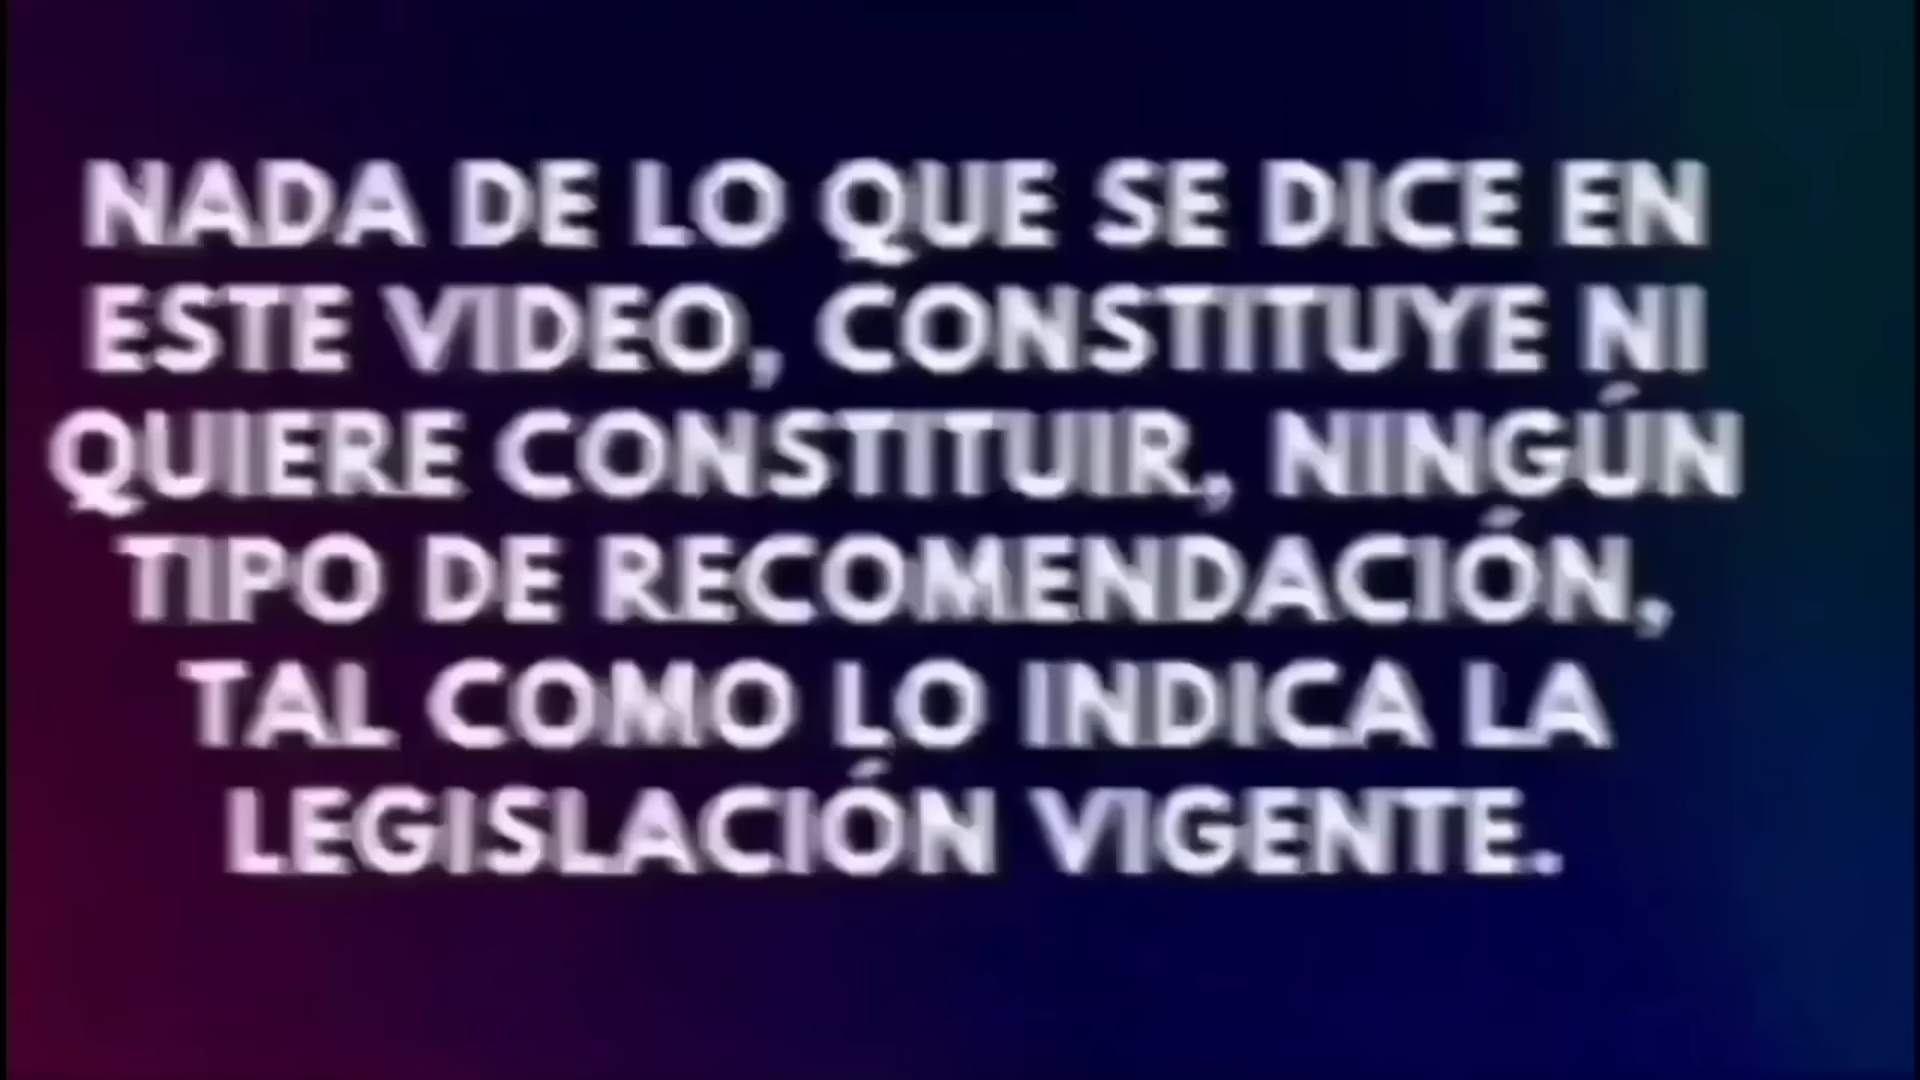 NADA DE LO QUE SE DICE EN
ESTE VIDEO, CONSTITUYE NI
QUIERE CONSTITUIR, NINGÚN
TIPO DE RECOMENDACIÓN,
TAL COMO LO INDICA LA
LEGISLACIÓN VIGENTE.